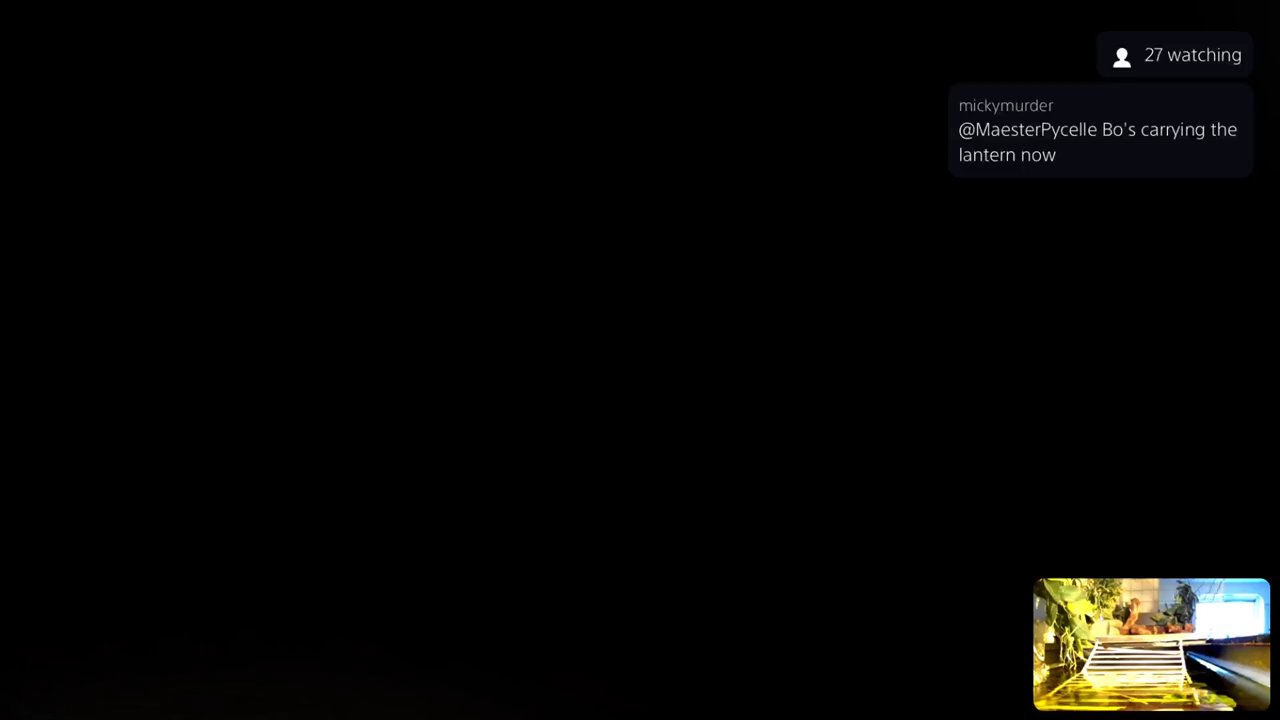 27 watching
mickymurder
@MaesterPycelle Bo's carrying the
lantern now